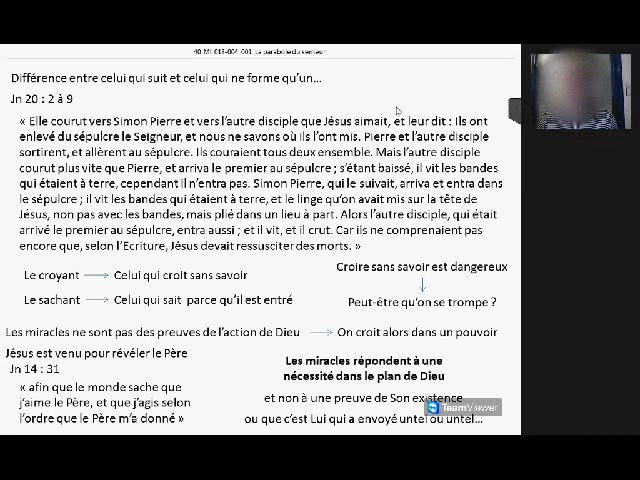 40 Mt 013-004 001 La parabole du semeur
Différence entre celui qui suit et celui qui ne forme qu’un…
Jn 20 : 2 à 9
« Elle courut vers Simon Pierre et vers l’autre disciple que Jésus aimait, et leur dit : Ils ont
enlevé du sépulcre le Seigneur, et nous ne savons où ils l’ont mis. Pierre et l’autre disciple
sortirent, et allèrent au sépulcre. Ils couraient tous deux ensemble. Mais l’autre disciple
courut plus vite que Pierre, et arriva le premier au sépulcre ; s’étant baissé, il vit les bandes
qui étaient à terre, cependant il n’entra pas. Simon Pierre, qui le suivait, arriva et entra dans
le sépulcre ; il vit les bandes qui étaient à terre, et le linge qu’on avait mis sur la tête de
Jésus, non pas avec les bandes, mais plié dans un lieu à part. Alors l’autre disciple, qui était
arrivé le premier au sépulcre, entra aussi ; et il vit, et il crut. Car ils ne comprenaient pas
encore que, selon l’Ecriture, Jésus devait ressusciter des morts. »
Le croyant → Celui qui croit sans savoir
Croire sans savoir est dangereux
Le sachant → Celui qui sait parce qu’il est entré
Peut-être qu’on se trompe ?
Les miracles ne sont pas des preuves de l’action de Dieu → On croit alors dans un pouvoir
Jésus est venu pour révéler le Père
Jn 14 : 31
« afin que le monde sache que
j’aime le Père, et que j’agis selon
l’ordre que le Père m’a donné »
Les miracles répondent à une
nécessité dans le plan de Dieu
et non à une preuve de Son existence
ou que c’est Lui qui a envoyé untel ou untel…
TeamViewer